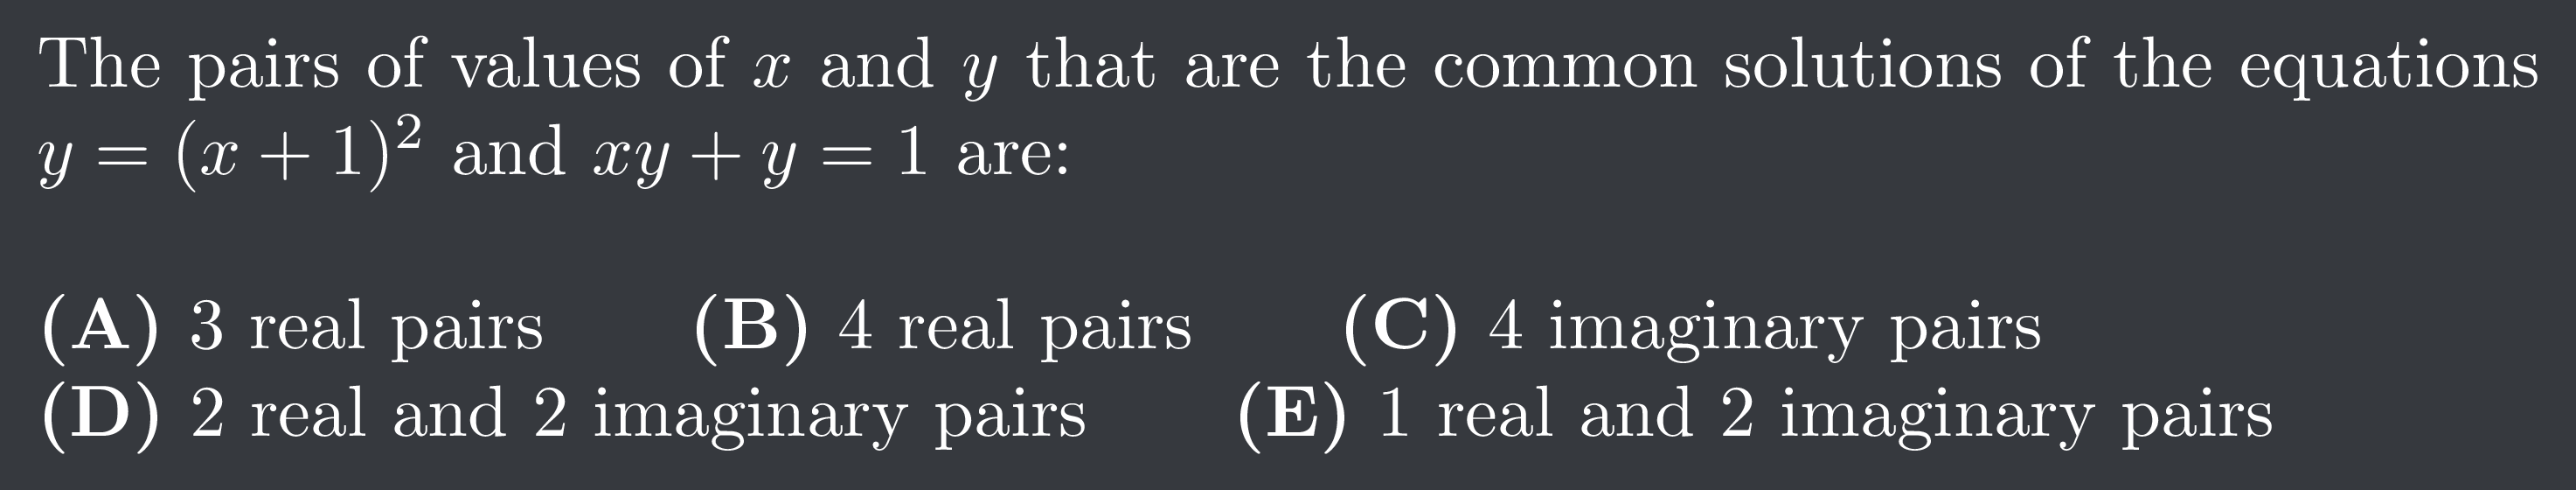 The pairs of values of x and y that are the common solutions of the equations
y = (x + 1)² and xy + y = 1 are:
(A) 3 real pairs (B) 4 real pairs (C) 4 imaginary pairs
(D) 2 real and 2 imaginary pairs (E) 1 real and 2 imaginary pairs